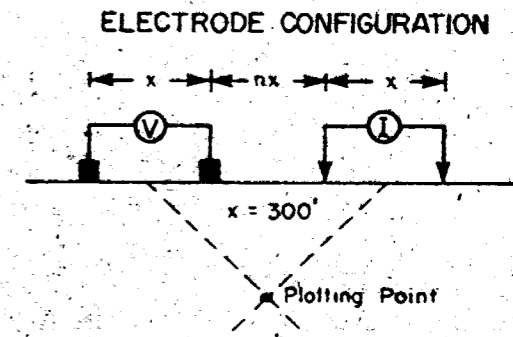 ELECTRODE CONFIGURATION
x nx x
V I
x = 300'
Plotting Point